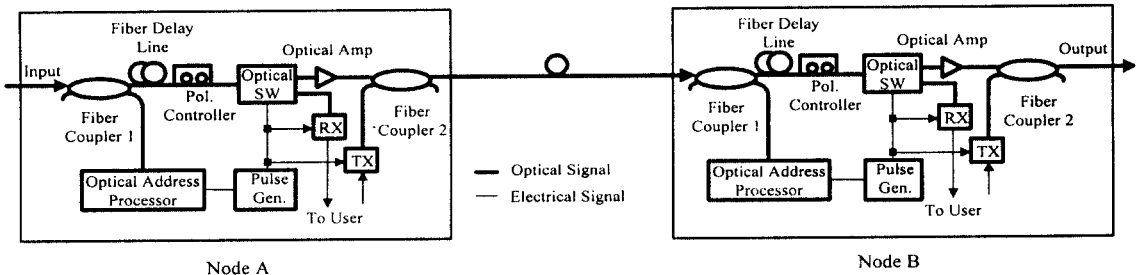 Input
Fiber Delay
Line
Optical Amp
Pol.
Controller
Optical
SW
Fiber
Coupler 1
Fiber
Coupler 2
RX
TX
Optical Address
Processor
Pulse
Gen.
To User
Node A
Optical Signal
Electrical Signal
Fiber Delay
Line
Optical Amp
Output
Pol.
Controller
Optical
SW
Fiber
Coupler 1
Fiber
Coupler 2
RX
TX
Optical Address
Processor
Pulse
Gen.
To User
Node B